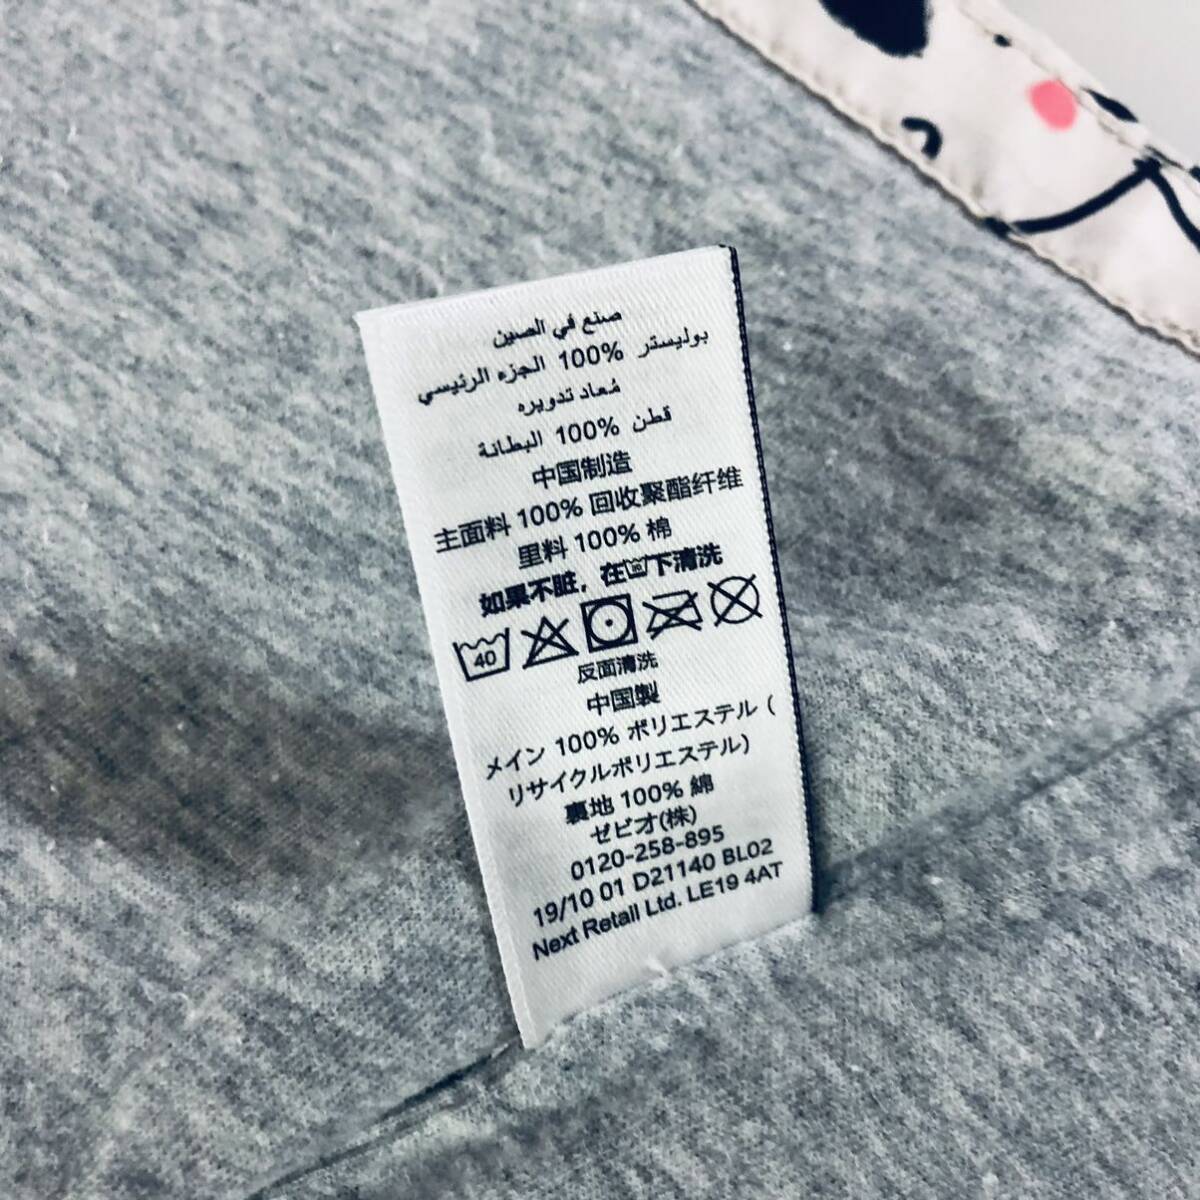 صنع في الصين
بوليستر 100% الجزء الرئيسي
مُعاد تدويره
قطن 100% البطانة
中国制造
主面料 100% 回收聚酯纤维
里料 100% 棉
如果不脏，在下清洗
40
反面清洗
中国製
メイン 100% ポリエステル (
リサイクルポリエステル)
裏地 100% 綿
ゼビオ(株)
0120-258-895
19/10 01 D21140 BL02
Next Retail Ltd. LE19 4AT